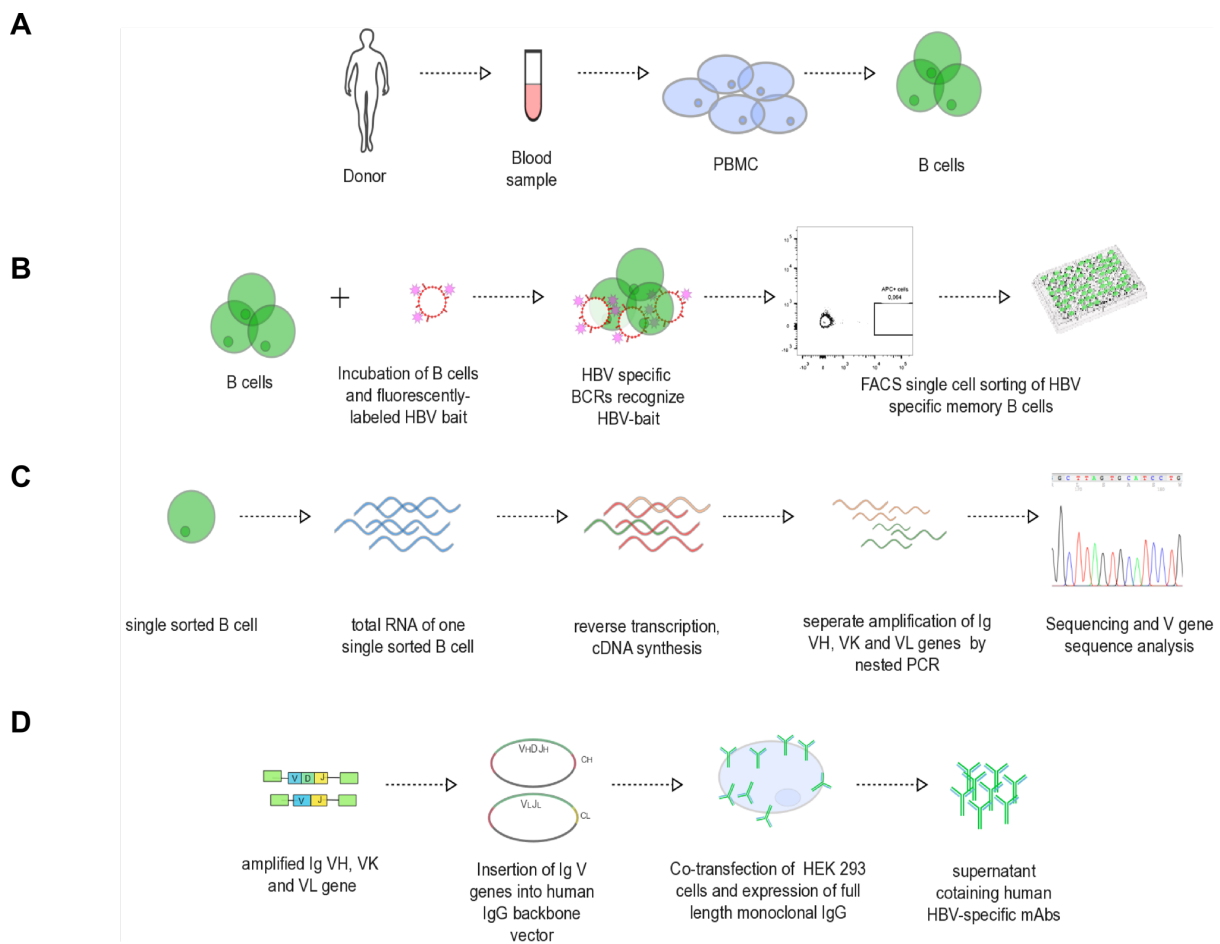 A
Donor
Blood
sample
PBMC
B cells
B
B cells
Incubation of B cells
and fluorescently-
labeled HBV bait
HBV specific
BCRs recognize
HBV-bait
APC+ cells
0,064
FACS single cell sorting of HBV
specific memory B cells
C
single sorted B cell
total RNA of one
single sorted B cell
reverse transcription,
cDNA synthesis
seperate amplification of Ig
VH, VK and VL genes by
nested PCR
G C T T A G T G C A T C C T G
Sequencing and V gene
sequence analysis
D
V D J
V J
amplified Ig VH, VK
and VL gene
VHDJH
CH
VLJL
CL
Insertion of Ig V
genes into human
IgG backbone
vector
Co-transfection of HEK 293
cells and expression of full
length monoclonal IgG
supernatant
cotaining human
HBV-specific mAbs